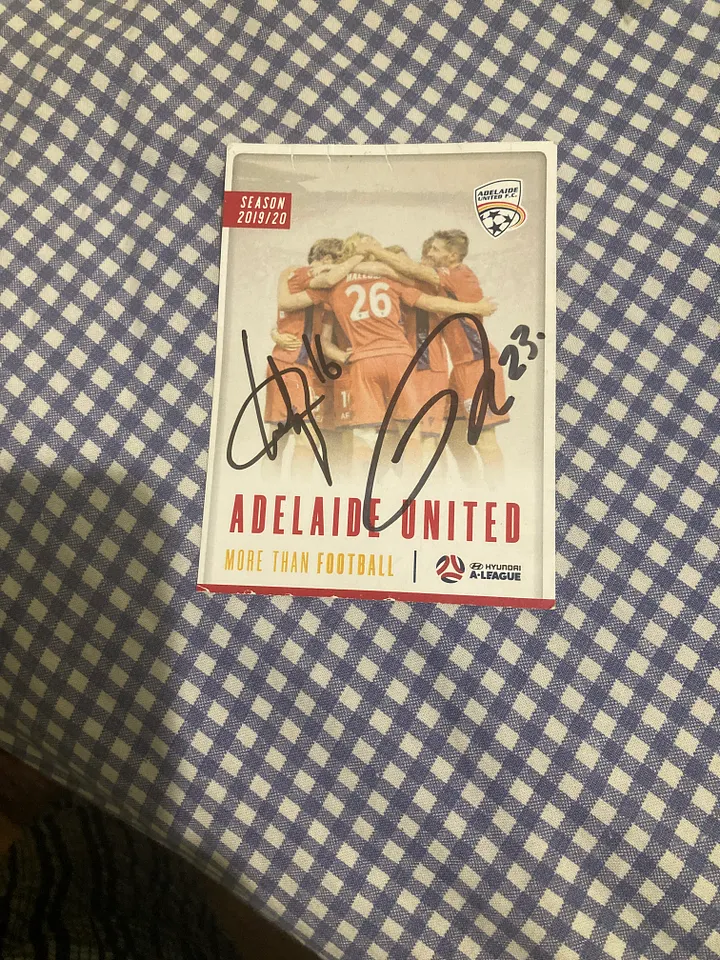 SEASON
2019/20
ADELAIDE
UNITED F.C.
26
16
23.
ADELAIDE UNITED
MORE THAN FOOTBALL
HYUNDAI
A-LEAGUE